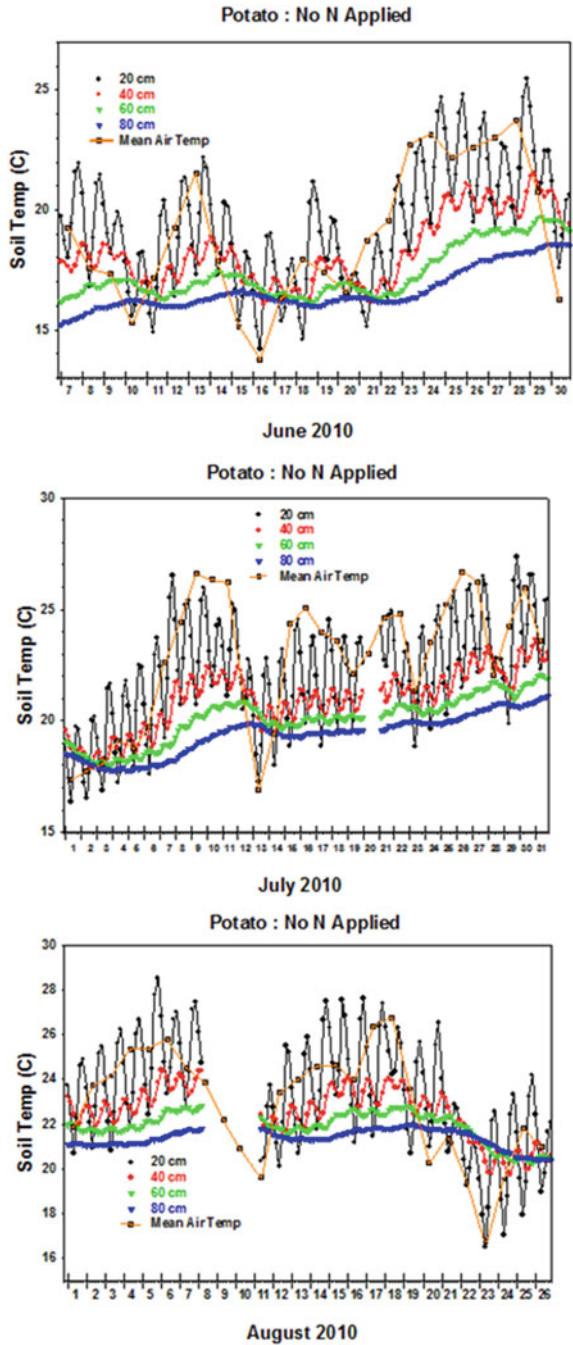 Potato : No N Applied
20 cm
40 cm
60 cm
80 cm
Mean Air Temp
Soil Temp (C)
25
20
15
7 8 9 10 11 12 13 14 15 16 17 18 19 20 21 22 23 24 25 26 27 28 29 30
June 2010
Potato : No N Applied
20 cm
40 cm
60 cm
80 cm
Mean Air Temp
Soil Temp (C)
30
25
20
15
1 2 3 4 5 6 7 8 9 10 11 12 13 14 15 16 17 18 19 20 21 22 23 24 25 26 27 28 29 30 31
July 2010
Potato : No N Applied
Soil Temp (C)
30
28
26
24
22
20
18
16
20 cm
40 cm
60 cm
80 cm
Mean Air Temp
1 2 3 4 5 6 7 8 9 10 11 12 13 14 15 16 17 18 19 20 21 22 23 24 25 26
August 2010